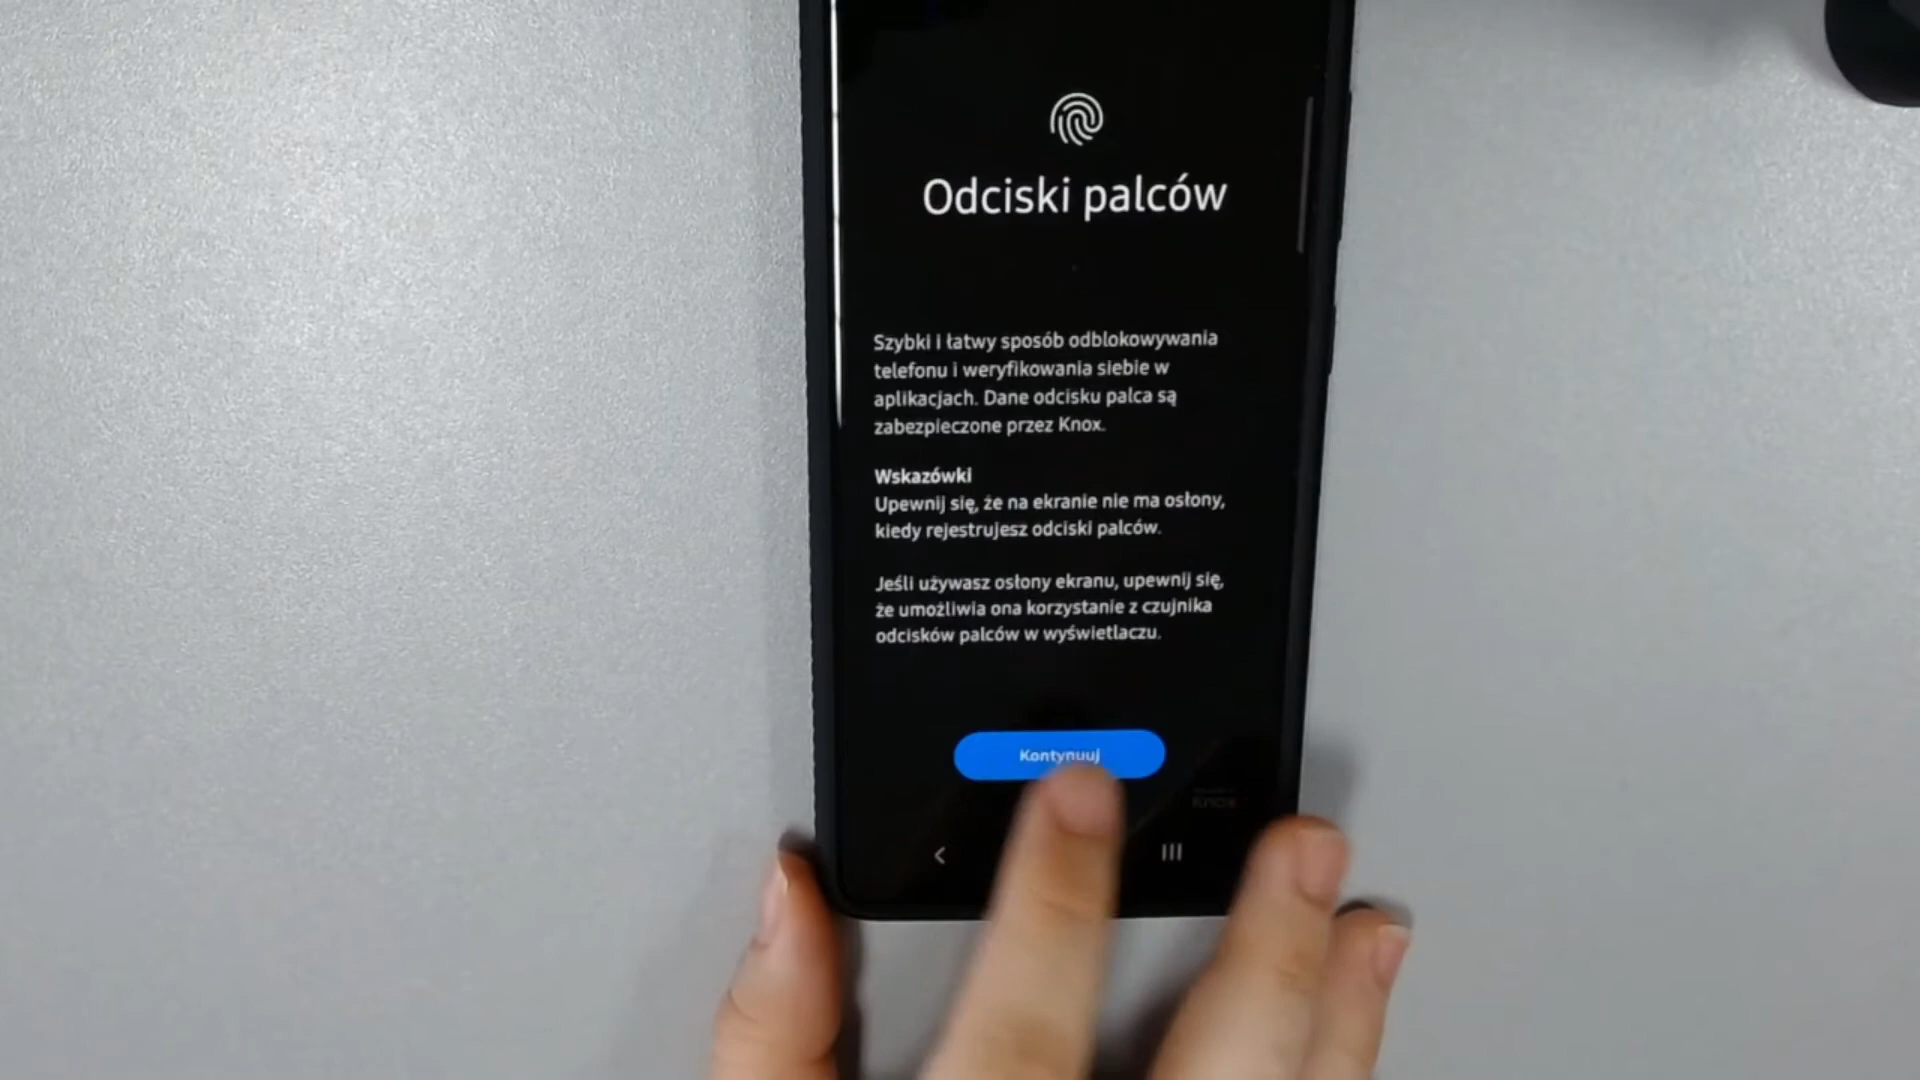 Odciski palców
Szybki i łatwy sposób odblokowywania
telefonu i weryfikowania siebie w
aplikacjach. Dane odcisku palca są
zabezpieczone przez Knox.
Wskazówki
Upewnij się, że na ekranie nie ma osłony,
kiedy rejestrujesz odciski palców.
Jeśli używasz osłony ekranu, upewnij się,
że umożliwia ona korzystanie z czujnika
odcisków palców w wyświetlaczu.
Kontynuuj